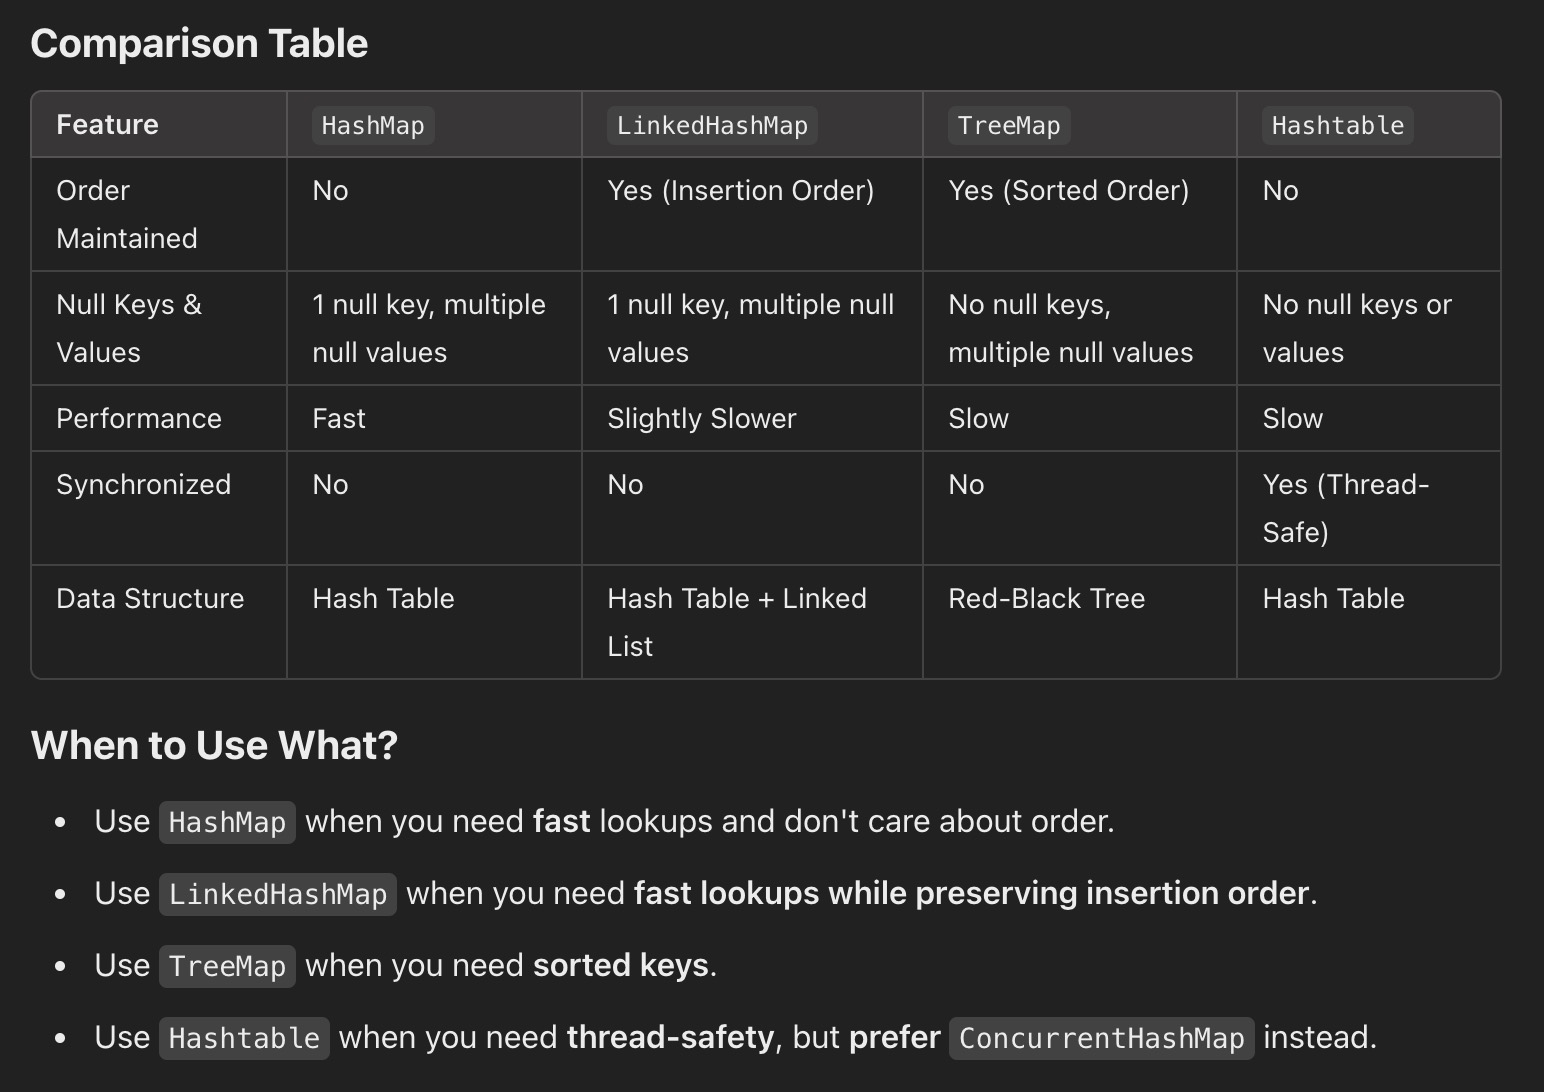 Comparison Table
Feature HashMap LinkedHashMap TreeMap Hashtable
Order Maintained No Yes (Insertion Order) Yes (Sorted Order) No
Null Keys & Values 1 null key, multiple null values 1 null key, multiple null values No null keys, multiple null values No null keys or values
Performance Fast Slightly Slower Slow Slow
Synchronized No No No Yes (Thread-Safe)
Data Structure Hash Table Hash Table + Linked List Red-Black Tree Hash Table
When to Use What?
• Use HashMap when you need fast lookups and don't care about order.
• Use LinkedHashMap when you need fast lookups while preserving insertion order.
• Use TreeMap when you need sorted keys.
• Use Hashtable when you need thread-safety, but prefer ConcurrentHashMap instead.